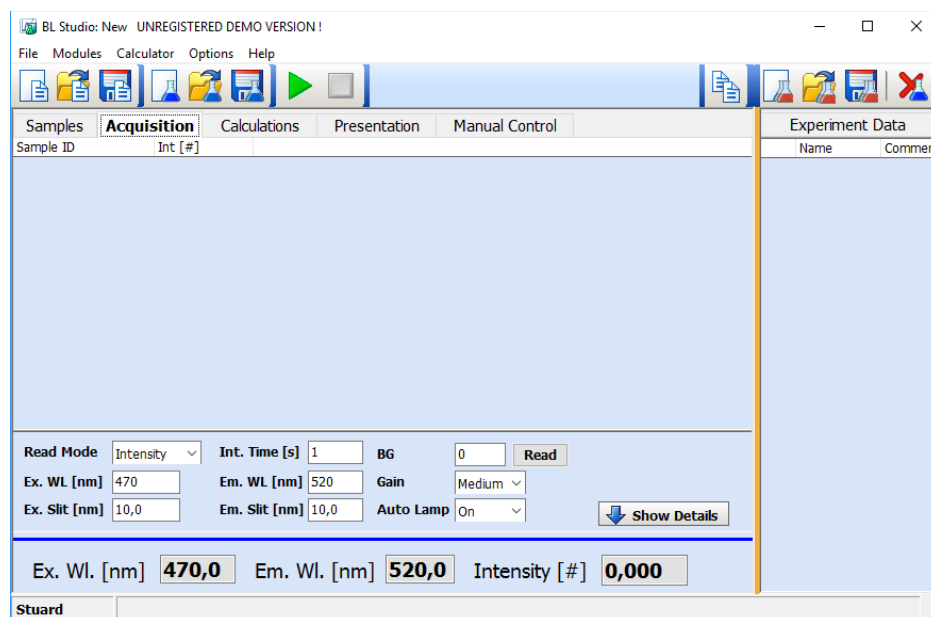 BL Studio: New UNREGISTERED DEMO VERSION !
File Modules Calculator Options Help
Samples Acquisition Calculations Presentation Manual Control Experiment Data
Sample ID Int [#] Name Commer
Read Mode Intensity Int. Time [s] 1 BG 0 Read
Ex. WL [nm] 470 Em. WL [nm] 520 Gain Medium
Ex. Slit [nm] 10,0 Em. Slit [nm] 10,0 Auto Lamp On Show Details
Ex. Wl. [nm] 470,0 Em. Wl. [nm] 520,0 Intensity [#] 0,000
Stuard